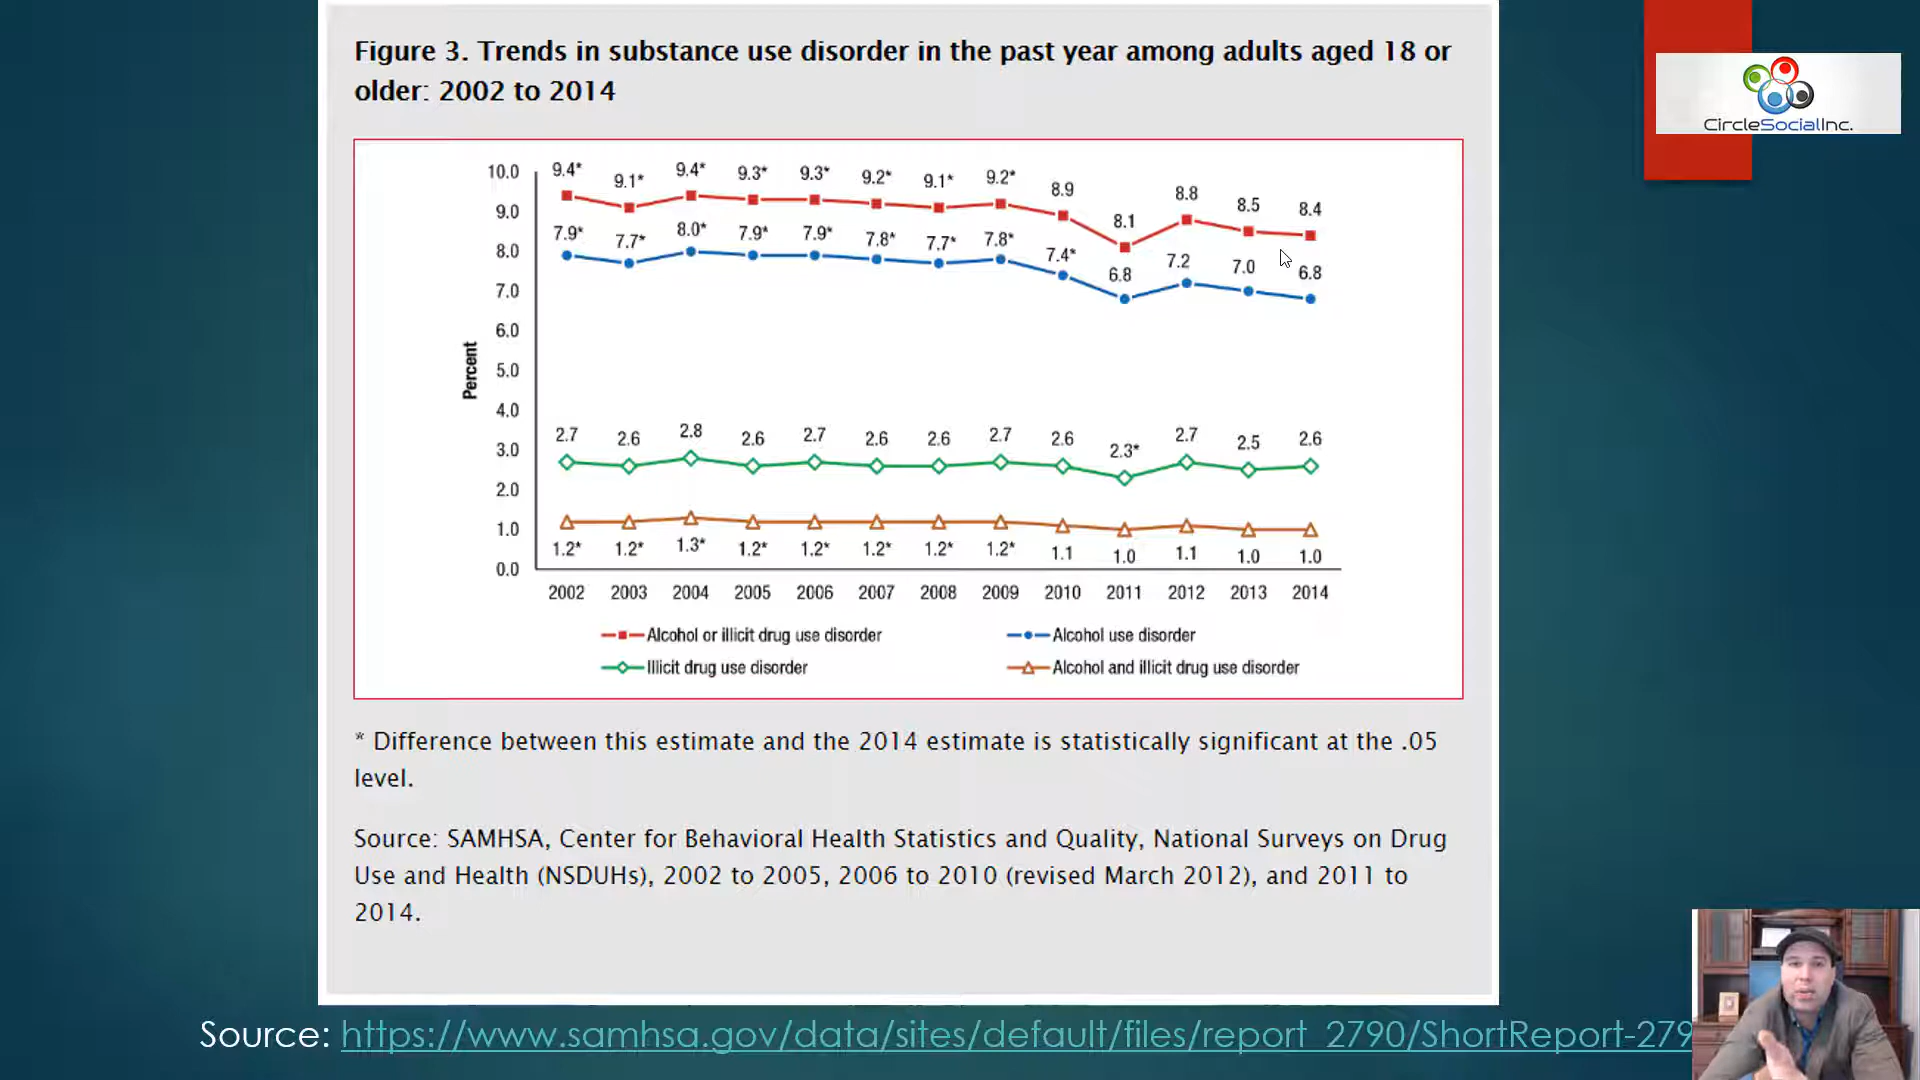 Figure 3. Trends in substance use disorder in the past year among adults aged 18 or
older: 2002 to 2014
CircleSocialInc.
10.0
9.0
8.0
7.0
6.0
5.0
4.0
3.0
2.0
1.0
0.0
Percent
9.4* 9.1* 9.4* 9.3* 9.3* 9.2* 9.1* 9.2* 8.9 8.1 8.8 8.5 8.4
7.9* 7.7* 8.0* 7.9* 7.9* 7.8* 7.7* 7.8* 7.4* 6.8 7.2 7.0 6.8
2.7 2.6 2.8 2.6 2.7 2.6 2.6 2.7 2.6 2.3* 2.7 2.5 2.6
1.2* 1.2* 1.3* 1.2* 1.2* 1.2* 1.2* 1.2* 1.1 1.0 1.1 1.0 1.0
2002 2003 2004 2005 2006 2007 2008 2009 2010 2011 2012 2013 2014
Alcohol or illicit drug use disorder Alcohol use disorder
Illicit drug use disorder Alcohol and illicit drug use disorder
* Difference between this estimate and the 2014 estimate is statistically significant at the .05
level.
Source: SAMHSA, Center for Behavioral Health Statistics and Quality, National Surveys on Drug
Use and Health (NSDUHs), 2002 to 2005, 2006 to 2010 (revised March 2012), and 2011 to
2014.
Source: https://www.samhsa.gov/data/sites/default/files/report_2790/ShortReport-279